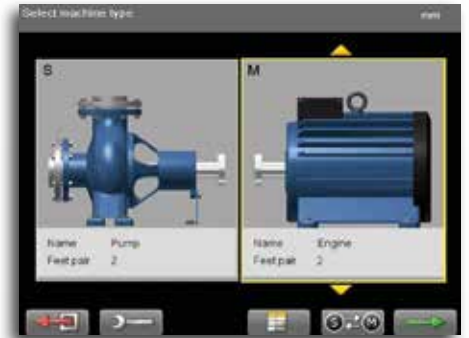 Select machine type
mm
S
M
Name Pump
Feet pair 2
Name Engine
Feet pair 2
S M